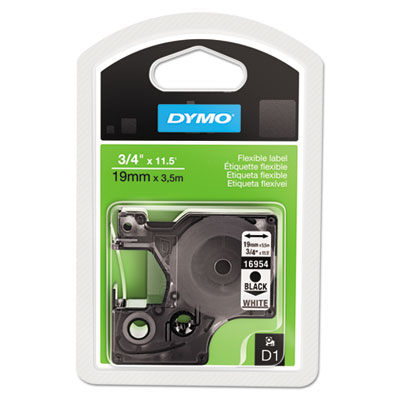 DYMO
3/4" x 11.5'
19mm x 3,5m
Flexible label
Étiquette flexible
Etiqueta flexible
Etiqueta flexível
19mm x 3,5m
3/4" x 11.5'
16954
BLACK
WHITE
D1